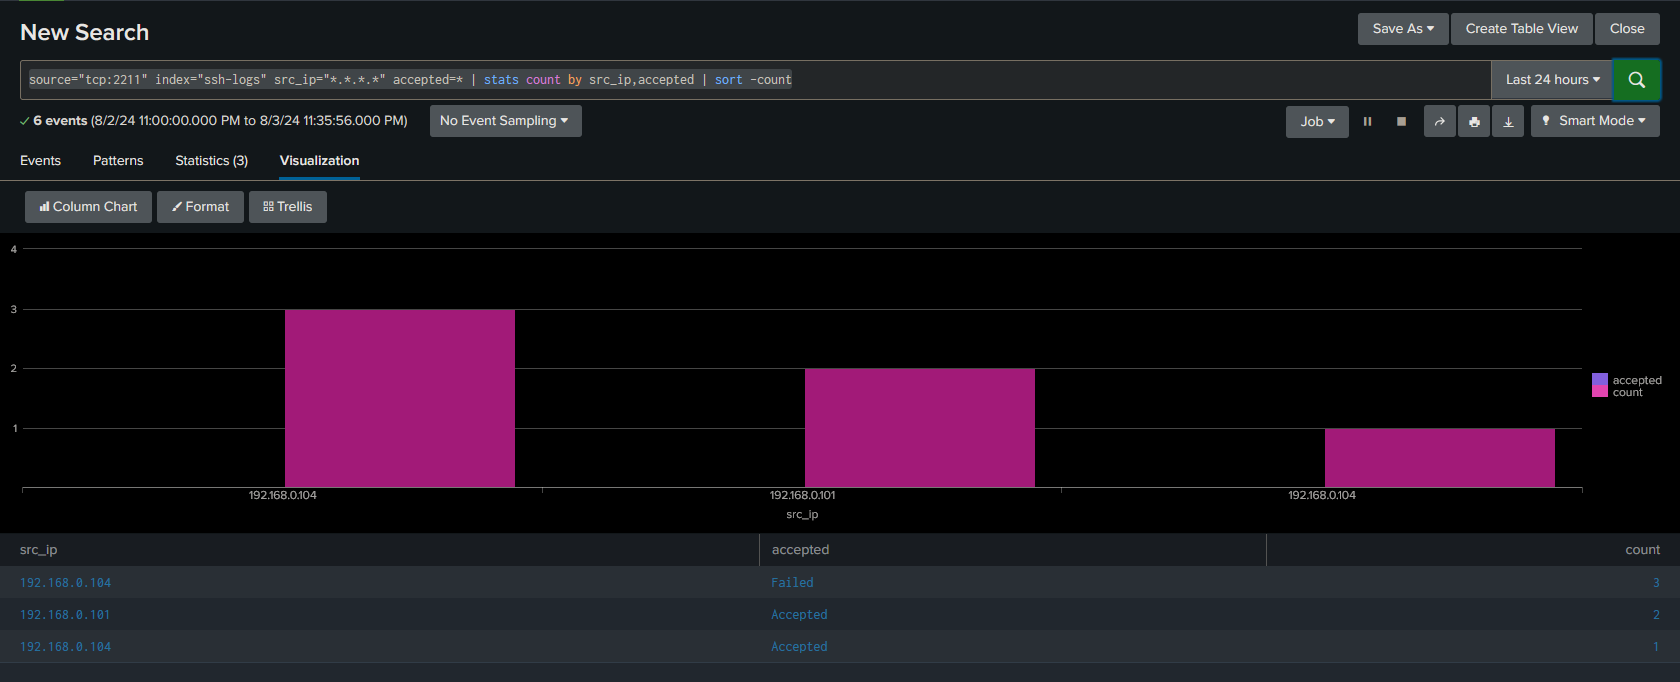 New Search
Save As
Create Table View
Close
source="tcp:2211" index="ssh-logs" src_ip="*.*.*.*" accepted=* | stats count by src_ip,accepted | sort -count
Last 24 hours
6 events (8/2/24 11:00:00.000 PM to 8/3/24 11:35:56.000 PM)
No Event Sampling
Job
Smart Mode
Events
Patterns
Statistics (3)
Visualization
Column Chart
Format
Trellis
4
3
2
1
accepted
count
192.168.0.104
192.168.0.101
192.168.0.104
src_ip
src_ip accepted count
192.168.0.104 Failed 3
192.168.0.101 Accepted 2
192.168.0.104 Accepted 1